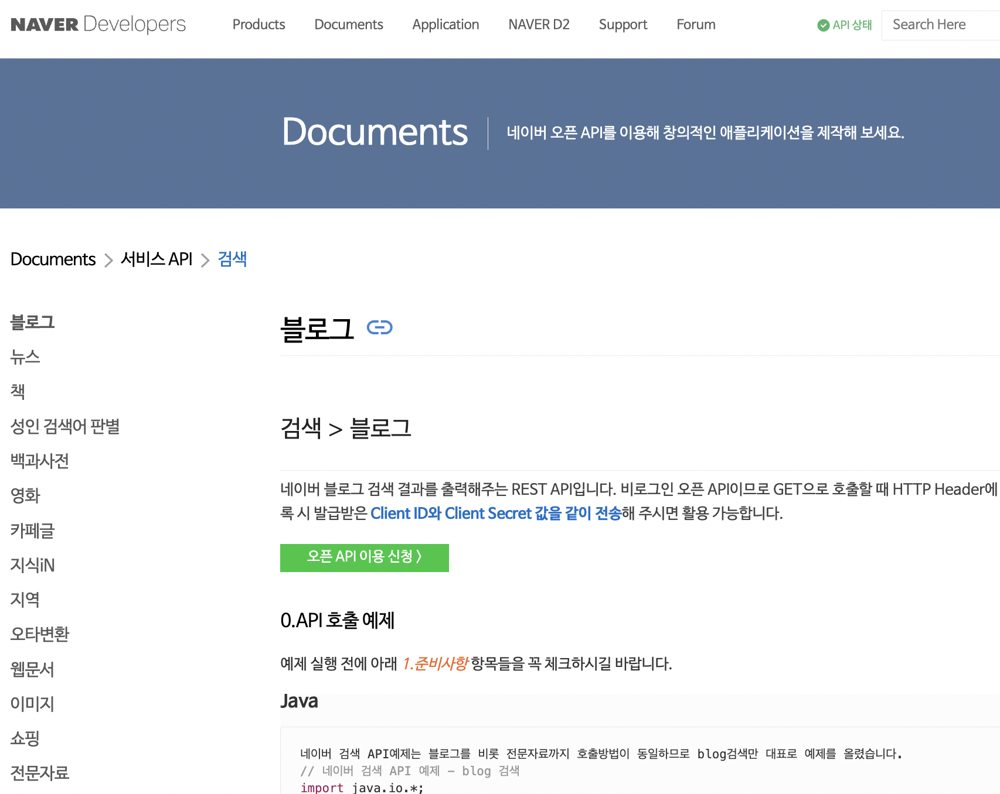 NAVER Developers
Products
Documents
Application
NAVER D2
Support
Forum
API 상태
Search Here
Documents
네이버 오픈 API를 이용해 창의적인 애플리케이션을 제작해 보세요.
Documents > 서비스 API > 검색
블로그
뉴스
책
성인 검색어 판별
백과사전
영화
카페글
지식iN
지역
오타변환
웹문서
이미지
쇼핑
전문자료
블로그
검색 > 블로그
네이버 블로그 검색 결과를 출력해주는 REST API입니다. 비로그인 오픈 API이므로 GET으로 호출할 때 HTTP Header에
록 시 발급받은 Client ID와 Client Secret 값을 같이 전송해 주시면 활용 가능합니다.
오픈 API 이용 신청 〉
0.API 호출 예제
예제 실행 전에 아래 1.준비사항 항목들을 꼭 체크하시길 바랍니다.
Java
네이버 검색 API예제는 블로그를 비롯 전문자료까지 호출방법이 동일하므로 blog검색만 대표로 예제를 올렸습니다.
// 네이버 검색 API 예제 - blog 검색
import java.io.*;